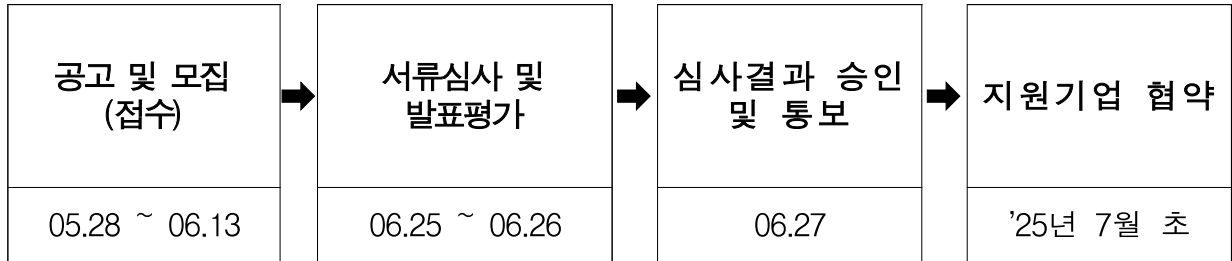 공고 및 모집
(접수)
서류심사 및
발표평가
심사결과 승인
및 통보
지원기업 협약
05.28 ~ 06.13
06.25 ~ 06.26
06.27
'25년 7월 초